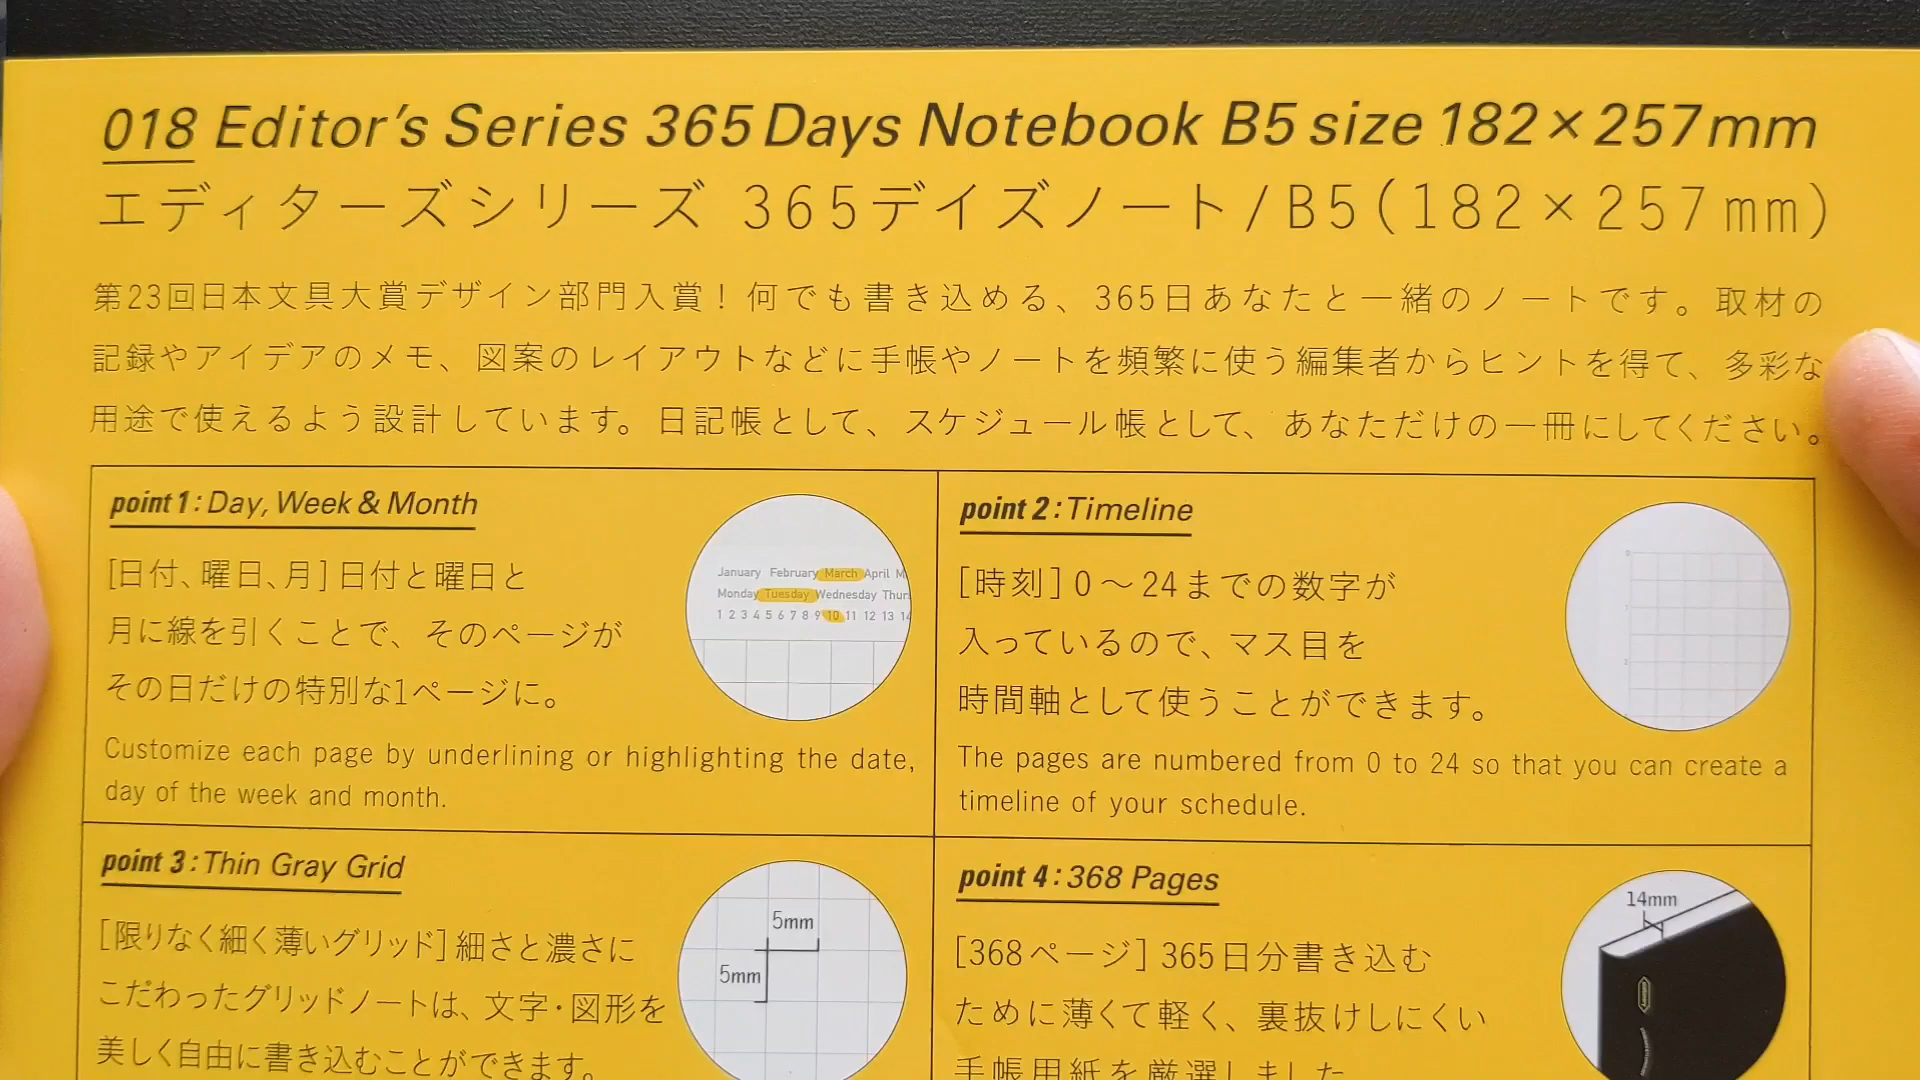 018 Editor's Series 365 Days Notebook B5 size 182×257mm
エディターズシリーズ 365デイズノート/B5(182×257mm)
第23回日本文具大賞デザイン部門入賞！何でも書き込める、365日あなたと一緒のノートです。取材の
記録やアイデアのメモ、図案のレイアウトなどに手帳やノートを頻繁に使う編集者からヒントを得て、多彩な
用途で使えるよう設計しています。日記帳として、スケジュール帳として、あなただけの一冊にしてください。
point 1 : Day, Week & Month
[日付、曜日、月]日付と曜日と
月に線を引くことで、そのページが
その日だけの特別な1ページに。
Customize each page by underlining or highlighting the date,
day of the week and month.
January February March April M
Monday Tuesday Wednesday Thurs
1 2 3 4 5 6 7 8 9 10 11 12 13 14
point 2 : Timeline
[時刻]0〜24までの数字が
入っているので、マス目を
時間軸として使うことができます。
The pages are numbered from 0 to 24 so that you can create a
timeline of your schedule.
0
1
2
point 3 : Thin Gray Grid
[限りなく細く薄いグリッド]細さと濃さに
こだわったグリッドノートは、文字・図形を
美しく自由に書き込むことができます。
5mm
5mm
point 4 : 368 Pages
[368ページ]365日分書き込む
ために薄くて軽く、裏抜けしにくい
手帳用紙を厳選しました
14mm